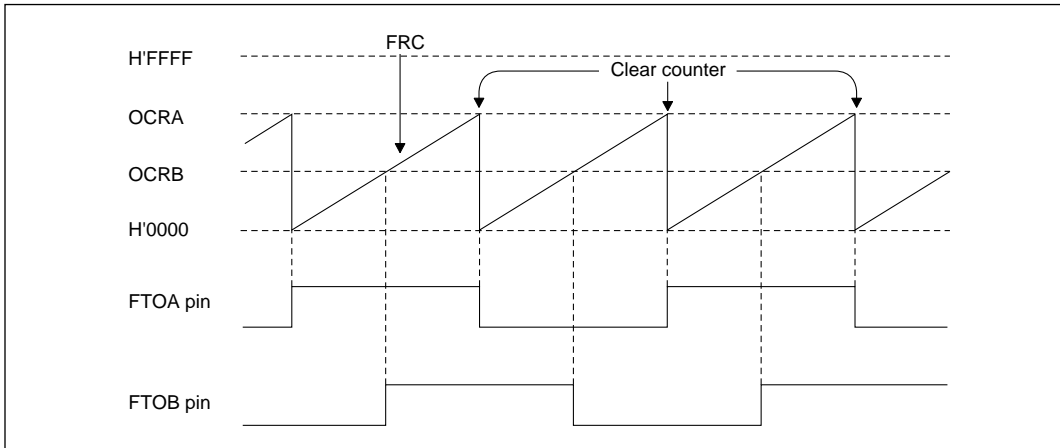 FRC
H'FFFF
Clear counter
OCRA
OCRB
H'0000
FTOA pin
FTOB pin